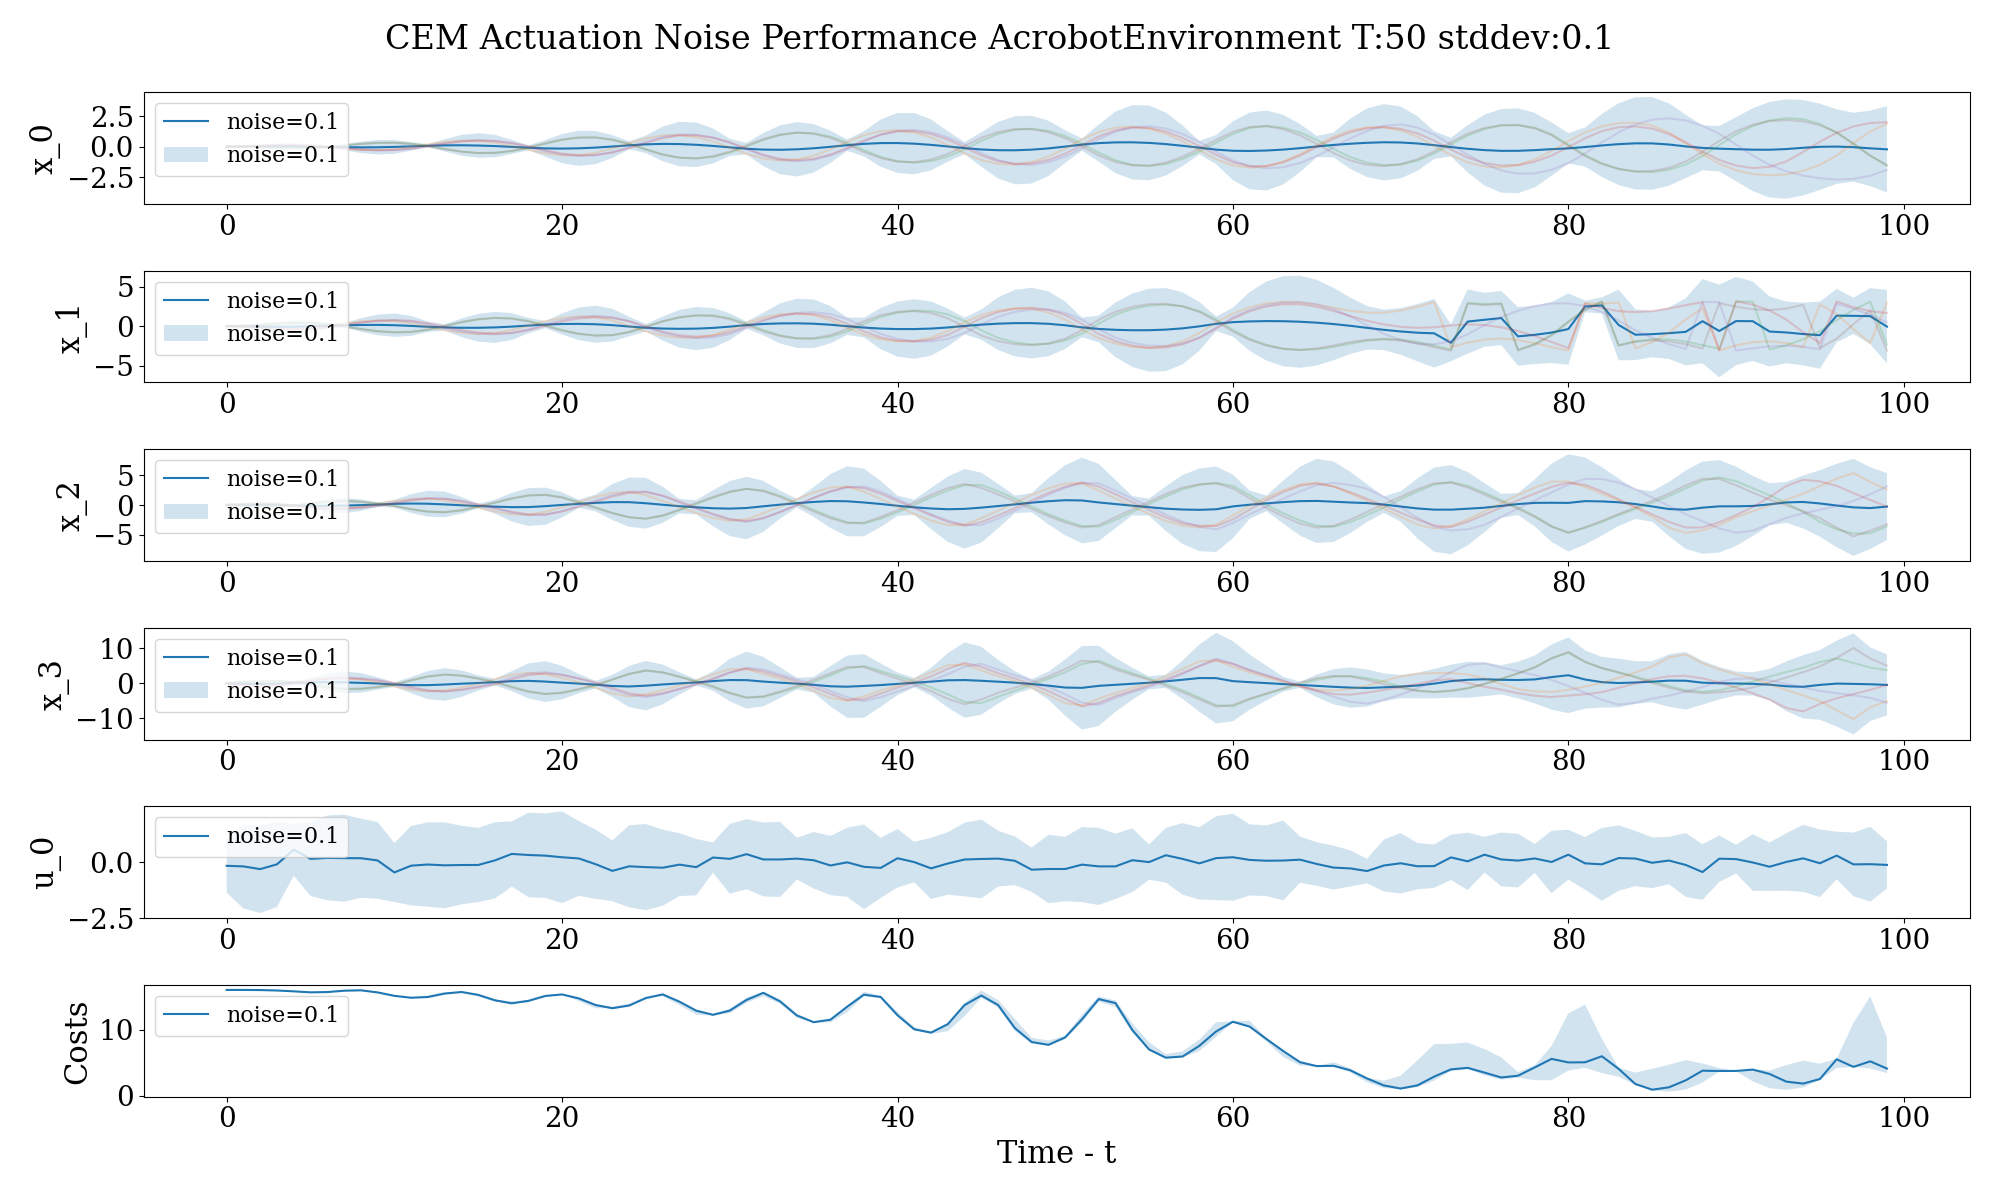 CEM Actuation Noise Performance AcrobotEnvironment T:50 stddev:0.1
x_0
2.5
0.0
−2.5
noise=0.1
noise=0.1
0 20 40 60 80 100
x_1
5
0
−5
noise=0.1
noise=0.1
0 20 40 60 80 100
x_2
5
0
−5
noise=0.1
noise=0.1
0 20 40 60 80 100
x_3
10
0
−10
noise=0.1
noise=0.1
0 20 40 60 80 100
u_0
0.0
−2.5
noise=0.1
0 20 40 60 80 100
Costs
10
0
noise=0.1
0 20 40 60 80 100
Time - t